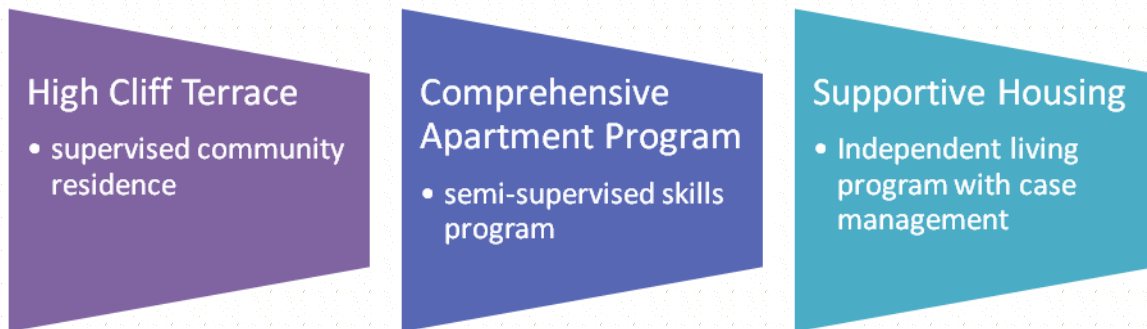 High Cliff Terrace
• supervised community
residence
Comprehensive
Apartment Program
• semi-supervised skills
program
Supportive Housing
• Independent living
program with case
management